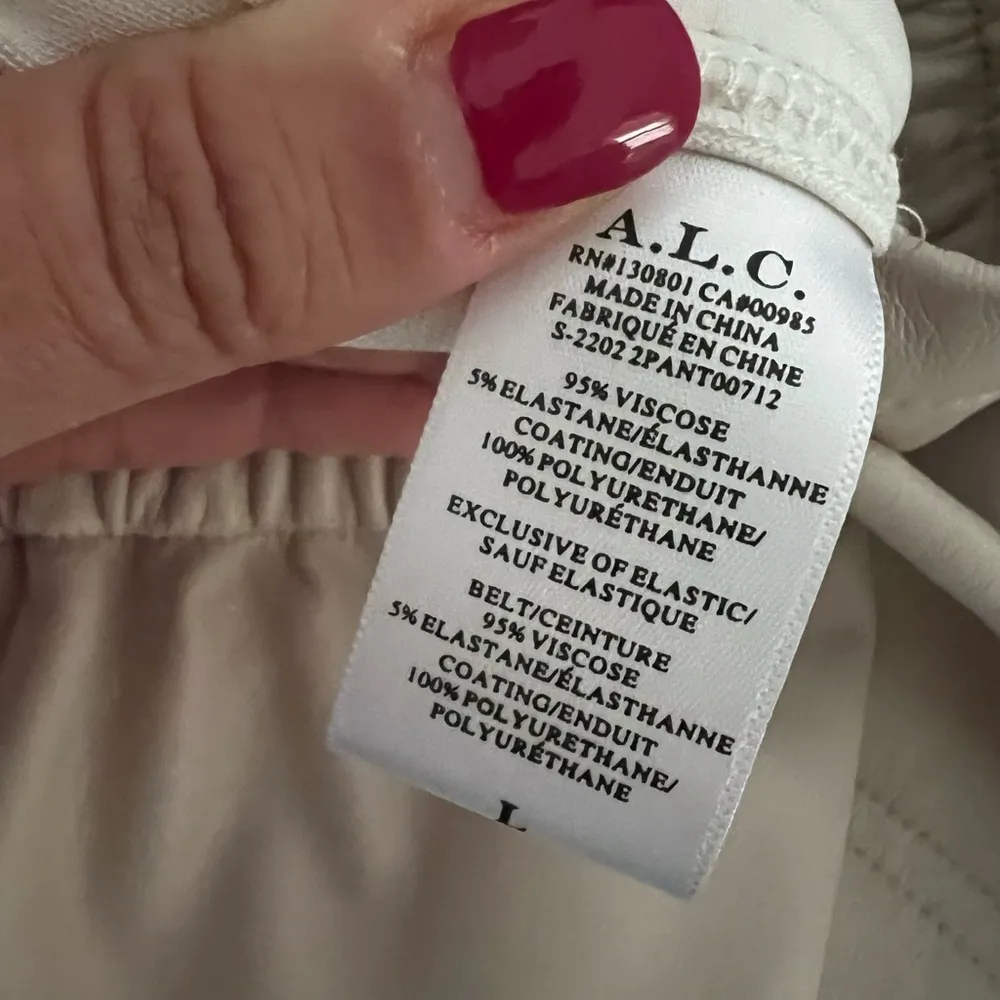 A.L.C.
RN#130801 CA#00985
MADE IN CHINA
FABRIQUÉ EN CHINE
S-2202 2PANT00712
95% VISCOSE
5% ELASTANE/ÉLASTHANNE
COATING/ENDUIT
100% POLYURETHANE/
POLYURÉTHANE
EXCLUSIVE OF ELASTIC/
SAUF ELASTIQUE
BELT/CEINTURE
95% VISCOSE
5% ELASTANE/ÉLASTHANNE
COATING/ENDUIT
100% POLYURETHANE/
POLYURÉTHANE
L